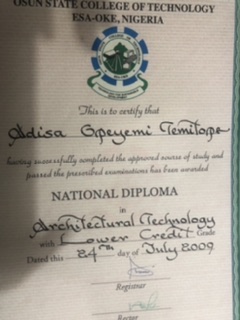 OSUN STATE COLLEGE OF TECHNOLOGY
ESA-OKE, NIGERIA
This is to certify that
Adisa Opeyemi Temitope
having successfully completed the approved course of study and
passed the prescribed examinations has been awarded
NATIONAL DIPLOMA
in
Architectural Technology
with Lower Credit Grade
Dated this 24th day of July 2009
Registrar
Rector